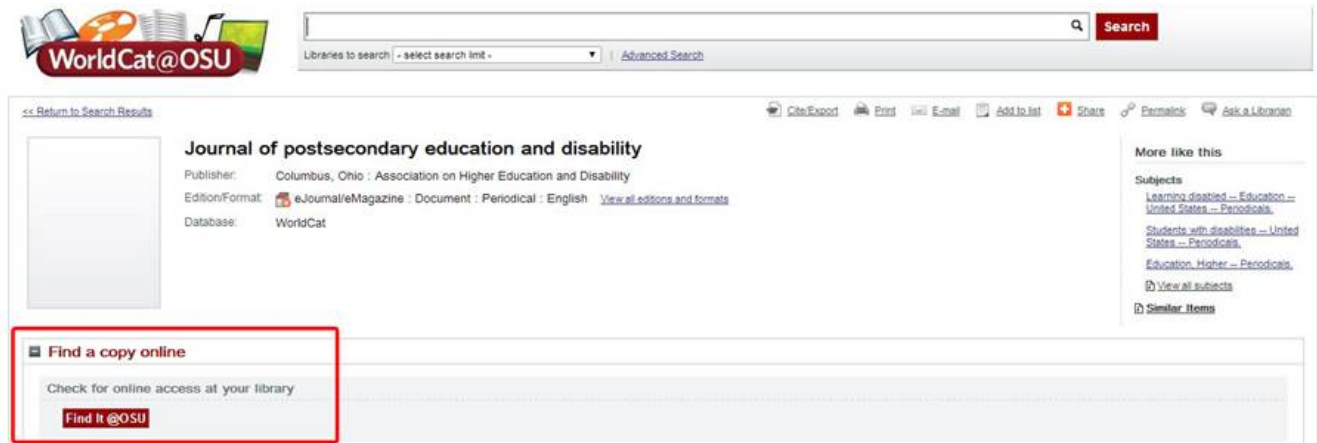 WorldCat@OSU
Search
Libraries to search - select search limit - | Advanced Search
<< Return to Search Results
Cite/Export Print E-mail Add to list Share Permalink Ask a Librarian
Journal of postsecondary education and disability
Publisher: Columbus, Ohio : Association on Higher Education and Disability
Edition/Format: eJournal/eMagazine : Document : Periodical : English View all editions and formats
Database: WorldCat
More like this
Subjects
Learning disabled -- Education --
United States -- Periodicals.
Students with disabilities -- United
States -- Periodicals.
Education, Higher -- Periodicals.
View all subjects
Similar Items
Find a copy online
Check for online access at your library
Find It @OSU